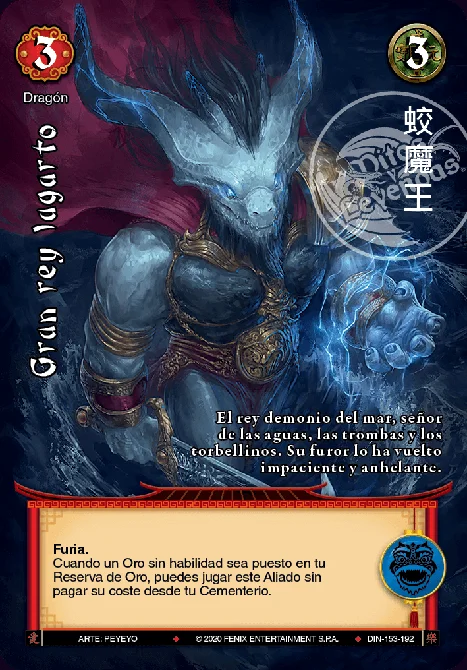 3
3
Dragón
Gran rey lagarto
蛟魔王
Mitos y Leyendas
El rey demonio del mar, señor
de las aguas, las trombas y los
torbellinos. Su furor lo ha vuelto
impaciente y anhelante.
Furia.
Cuando un Oro sin habilidad sea puesto en tu
Reserva de Oro, puedes jugar este Aliado sin
pagar su coste desde tu Cementerio.
ARTE: PEYEYO ♦ © 2020 FENIX ENTERTAINMENT S.P.A. ♦ DIN-153-192